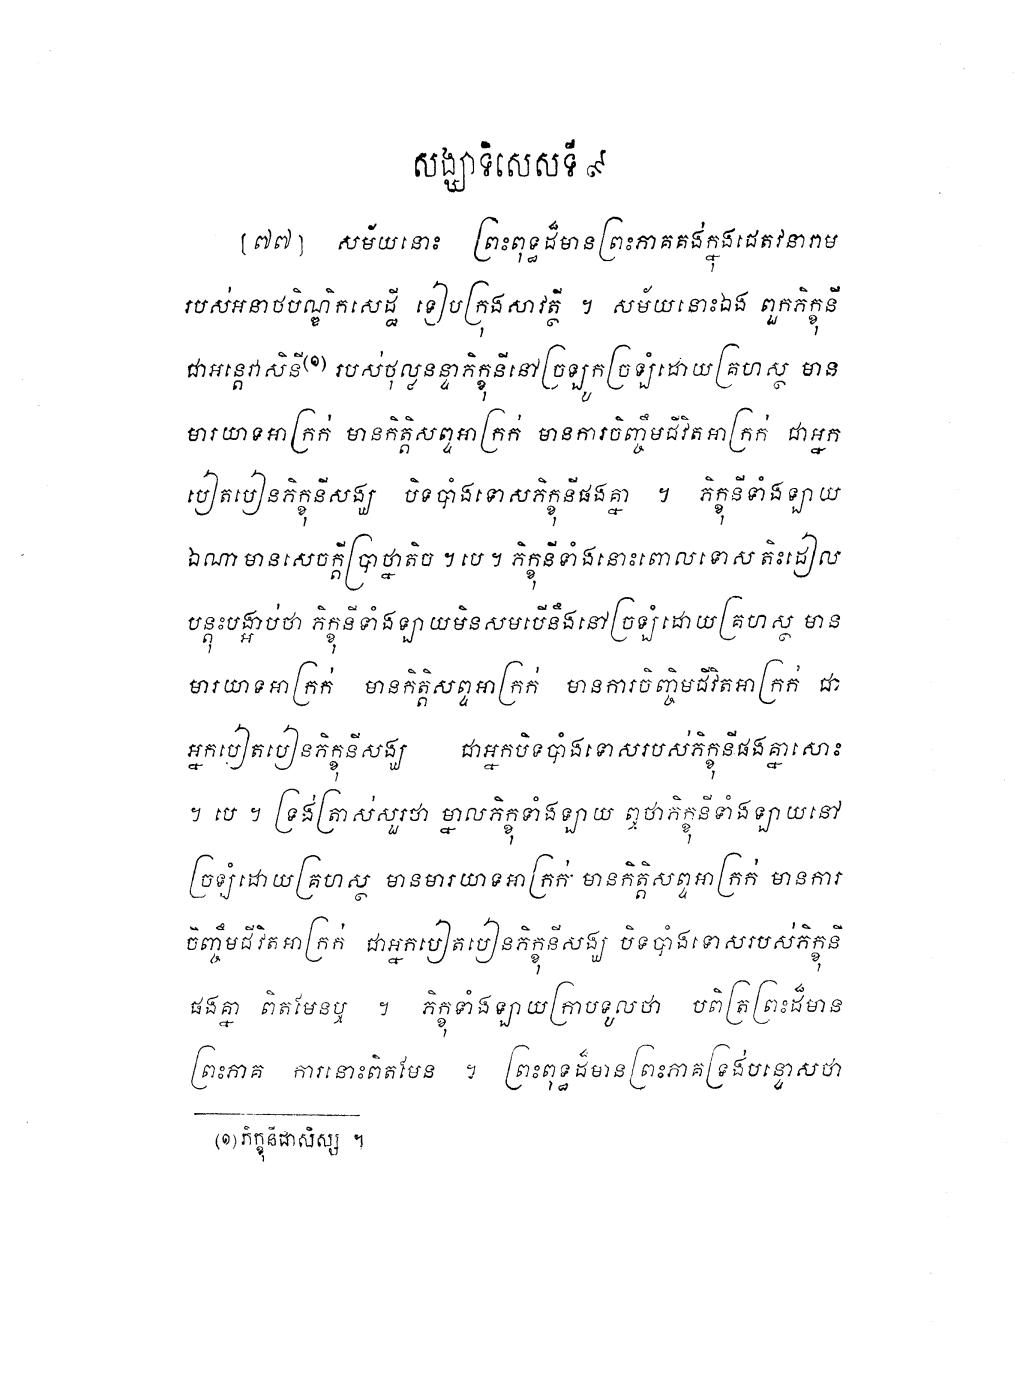 សង្ឃាទិសេសទី ៩
[៧៧] សម័យនោះ ព្រះពុទ្ធដ៏មានព្រះភាគគង់ក្នុងជេតវនារាម
របស់អនាថបិណ្ឌិកសេដ្ឋី ទៀបក្រុងសាវត្ថី ។ សម័យនោះឯង ពួកភិក្ខុនី
ជាអន្តេវាសិនី(១) របស់ថុល្លនន្ទាភិក្ខុនីនៅច្រឡូកច្រឡំដោយគ្រហស្ថ មាន
មារយាទអាក្រក់ មានកិត្តិសព្ទអាក្រក់ មានការចិញ្ចឹមជីវិតអាក្រក់ ជាអ្នក
បៀតបៀនភិក្ខុនីសង្ឃ បិទបាំងទោសភិក្ខុនីផងគ្នា ។ ភិក្ខុនីទាំងឡាយ
ឯណាមានសេចក្តីប្រាថ្នាតិច ។ បេ ។ ភិក្ខុនីទាំងនោះពោលទោស តិះដៀល
បន្តុះបង្អាប់ថា ភិក្ខុនីទាំងឡាយមិនសមបើនឹងនៅច្រឡំដោយគ្រហស្ថ មាន
មារយាទអាក្រក់ មានកិត្តិសព្ទអាក្រក់ មានការចិញ្ចិមជីវិតអាក្រក់ ជា
អ្នកបៀតបៀនភិក្ខុនីសង្ឃ ជាអ្នកបិទបាំងទោសរបស់ភិក្ខុនីផងគ្នាសោះ
។ បេ ។ ទ្រង់ត្រាស់សួរថា ម្នាលភិក្ខុទាំងឡាយ ឮថាភិក្ខុនីទាំងឡាយនៅ
ច្រឡំដោយគ្រហស្ថ មានមារយាទអាក្រក់ មានកិត្តិសព្ទអាក្រក់ មានការ
ចិញ្ចឹមជីវិតអាក្រក់ ជាអ្នកបៀតបៀនភិក្ខុនីសង្ឃ បិទបាំងទោសរបស់ភិក្ខុនី
ផងគ្នា ពិតមែនឬ ។ ភិក្ខុទាំងឡាយក្រាបទូលថា បពិត្រព្រះដ៏មាន
ព្រះភាគ ការនោះពិតមែន ។ ព្រះពុទ្ធដ៏មានព្រះភាគទ្រង់បន្ទោសថា
(១) ភិក្ខុនីជាសិស្ស ។